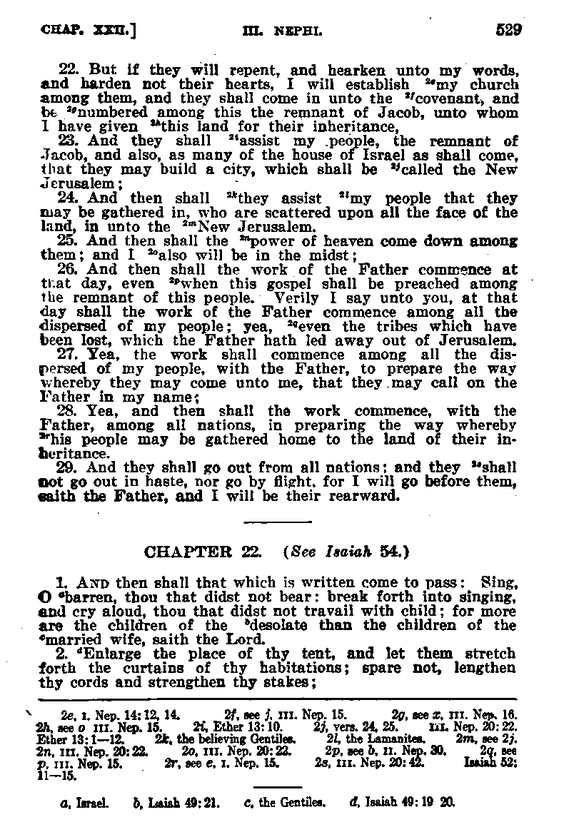 CHAP. XXII.] III. NEPHI. 529
22. But if they will repent, and hearken unto my words,
and harden not their hearts, I will establish ²ᵉmy church
among them, and they shall come in unto the ²ᶠcovenant, and
be ²ᵍnumbered among this the remnant of Jacob, unto whom
I have given ²ʰthis land for their inheritance,
23. And they shall ²ⁱassist my people, the remnant of
Jacob, and also, as many of the house of Israel as shall come,
that they may build a city, which shall be ²ʲcalled the New
Jerusalem;
24. And then shall ²ᵏthey assist ²ˡmy people that they
may be gathered in, who are scattered upon all the face of the
land, in unto the ²ᵐNew Jerusalem.
25. And then shall the ²ⁿpower of heaven come down among
them; and I ²ᵒalso will be in the midst;
26. And then shall the work of the Father commence at
that day, even ²ᵖwhen this gospel shall be preached among
the remnant of this people. Verily I say unto you, at that
day shall the work of the Father commence among all the
dispersed of my people; yea, ²qeven the tribes which have
been lost, which the Father hath led away out of Jerusalem.
27. Yea, the work shall commence among all the dis-
persed of my people, with the Father, to prepare the way
whereby they may come unto me, that they may call on the
Father in my name;
28. Yea, and then shall the work commence, with the
Father, among all nations, in preparing the way whereby
²ʳhis people may be gathered home to the land of their in-
heritance.
29. And they shall go out from all nations; and they ²ˢshall
not go out in haste, nor go by flight, for I will go before them,
saith the Father, and I will be their rearward.
CHAPTER 22. (See Isaiah 54.)
1. AND then shall that which is written come to pass: Sing,
O ᵃbarren, thou that didst not bear: break forth into singing,
and cry aloud, thou that didst not travail with child; for more
are the children of the ᵇdesolate than the children of the
ᶜmarried wife, saith the Lord.
2. ᵈEnlarge the place of thy tent, and let them stretch
forth the curtains of thy habitations; spare not, lengthen
thy cords and strengthen thy stakes;
2e, I. Nep. 14:12, 14. 2f, see j, III. Nep. 15. 2g, see x, III. Nep. 16.
2h, see o III. Nep. 15. 2i, Ether 13:10. 2j, vers. 24, 25. III. Nep. 20:22.
Ether 13:1—12. 2k, the believing Gentiles. 2l, the Lamanites. 2m, see 2j.
2n, III. Nep. 20:22. 2o, III. Nep. 20:22. 2p, see b, II. Nep. 30. 2q, see
p, III. Nep. 15. 2r, see e, I. Nep. 15. 2s, III. Nep. 20:42. Isaiah 52:
11—15.
a, Israel. b, Isaiah 49:21. c, the Gentiles. d, Isaiah 49:19 20.